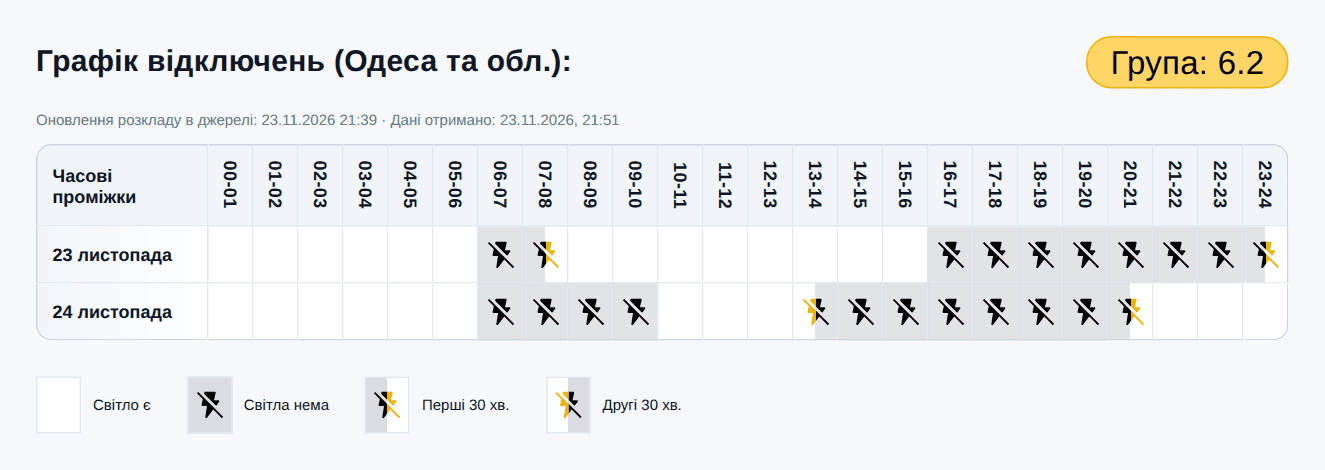 Графік відключень (Одеса та обл.):
Група: 6.2
Оновлення розкладу в джерелі: 23.11.2026 21:39 · Дані отримано: 23.11.2026, 21:51
Часові
проміжки
00-01
01-02
02-03
03-04
04-05
05-06
06-07
07-08
08-09
09-10
10-11
11-12
12-13
13-14
14-15
15-16
16-17
17-18
18-19
19-20
20-21
21-22
22-23
23-24
23 листопада
24 листопада
Світло є
Світла нема
Перші 30 хв.
Другі 30 хв.